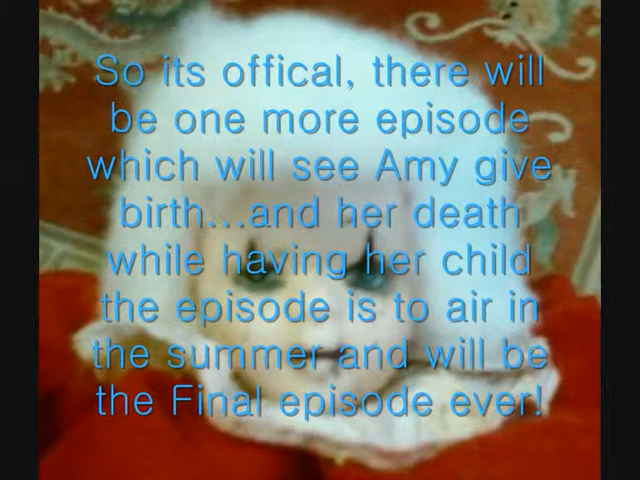 So its offical, there will
be one more episode
which will see Amy give
birth...and her death
while having her child
the episode is to air in
the summer and will be
the Final episode ever!